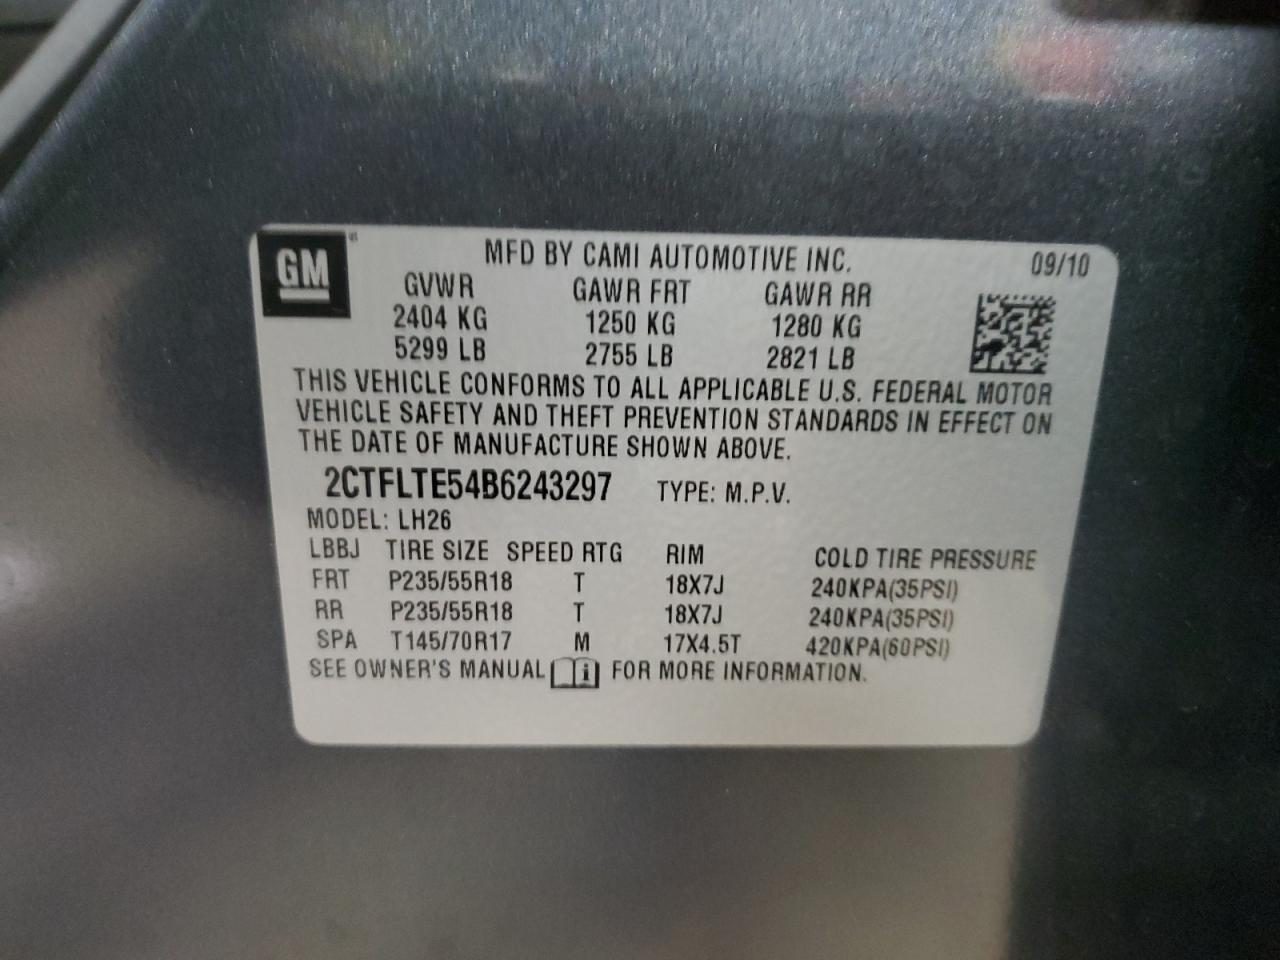 GM
MFD BY CAMI AUTOMOTIVE INC. 09/10
GVWR GAWR FRT GAWR RR
2404 KG 1250 KG 1280 KG
5299 LB 2755 LB 2821 LB
THIS VEHICLE CONFORMS TO ALL APPLICABLE U.S. FEDERAL MOTOR
VEHICLE SAFETY AND THEFT PREVENTION STANDARDS IN EFFECT ON
THE DATE OF MANUFACTURE SHOWN ABOVE.
2CTFLTE54B6243297 TYPE: M.P.V.
MODEL: LH26
LBBJ TIRE SIZE SPEED RTG RIM COLD TIRE PRESSURE
FRT P235/55R18 T 18X7J 240KPA(35PSI)
RR P235/55R18 T 18X7J 240KPA(35PSI)
SPA T145/70R17 M 17X4.5T 420KPA(60PSI)
SEE OWNER'S MANUAL i FOR MORE INFORMATION.